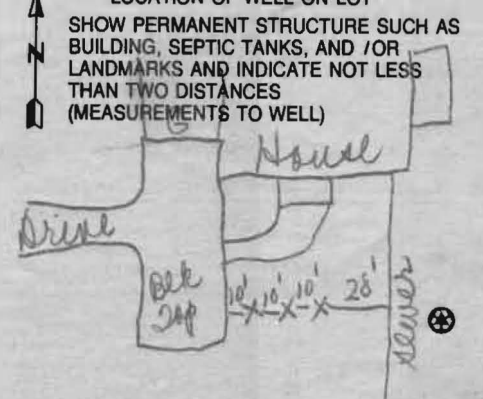 LOCATION OF WELL ON LOT
N
SHOW PERMANENT STRUCTURE SUCH AS
BUILDING, SEPTIC TANKS, AND / OR
LANDMARKS AND INDICATE NOT LESS
THAN TWO DISTANCES
(MEASUREMENTS TO WELL)
G
House
Drive
Blk
Top
10' X 10' X 10' X 28'
sewer